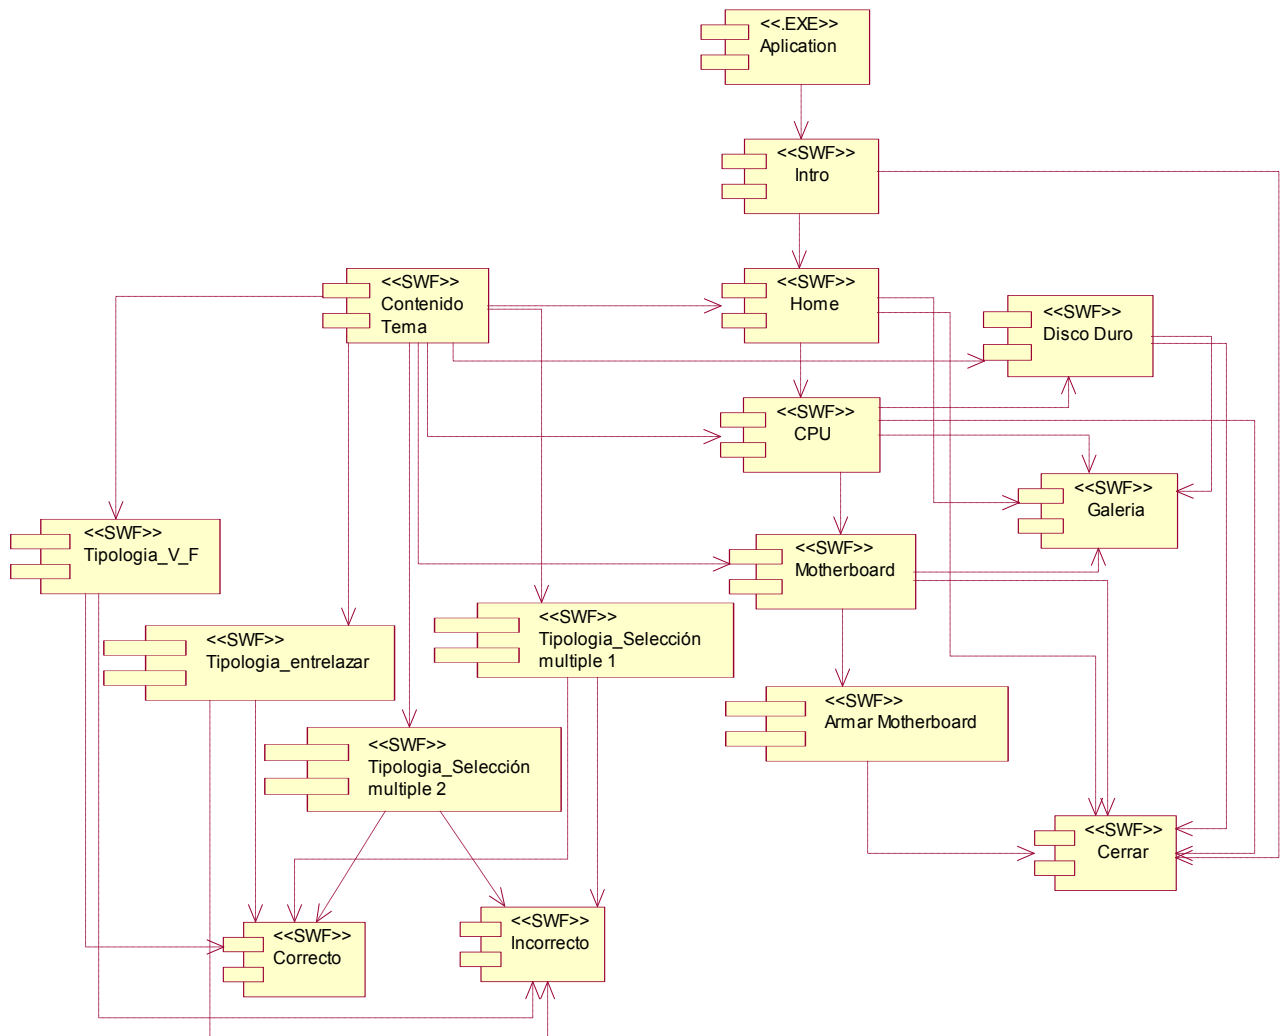 <<.EXE>>
Aplication
<<SWF>>
Intro
<<SWF>>
Contenido
Tema
<<SWF>>
Home
<<SWF>>
Disco Duro
<<SWF>>
CPU
<<SWF>>
Galeria
<<SWF>>
Tipologia_V_F
<<SWF>>
Motherboard
<<SWF>>
Tipologia_entrelazar
<<SWF>>
Tipologia_Selección
multiple 1
<<SWF>>
Armar Motherboard
<<SWF>>
Tipologia_Selección
multiple 2
<<SWF>>
Cerrar
<<SWF>>
Correcto
<<SWF>>
Incorrecto